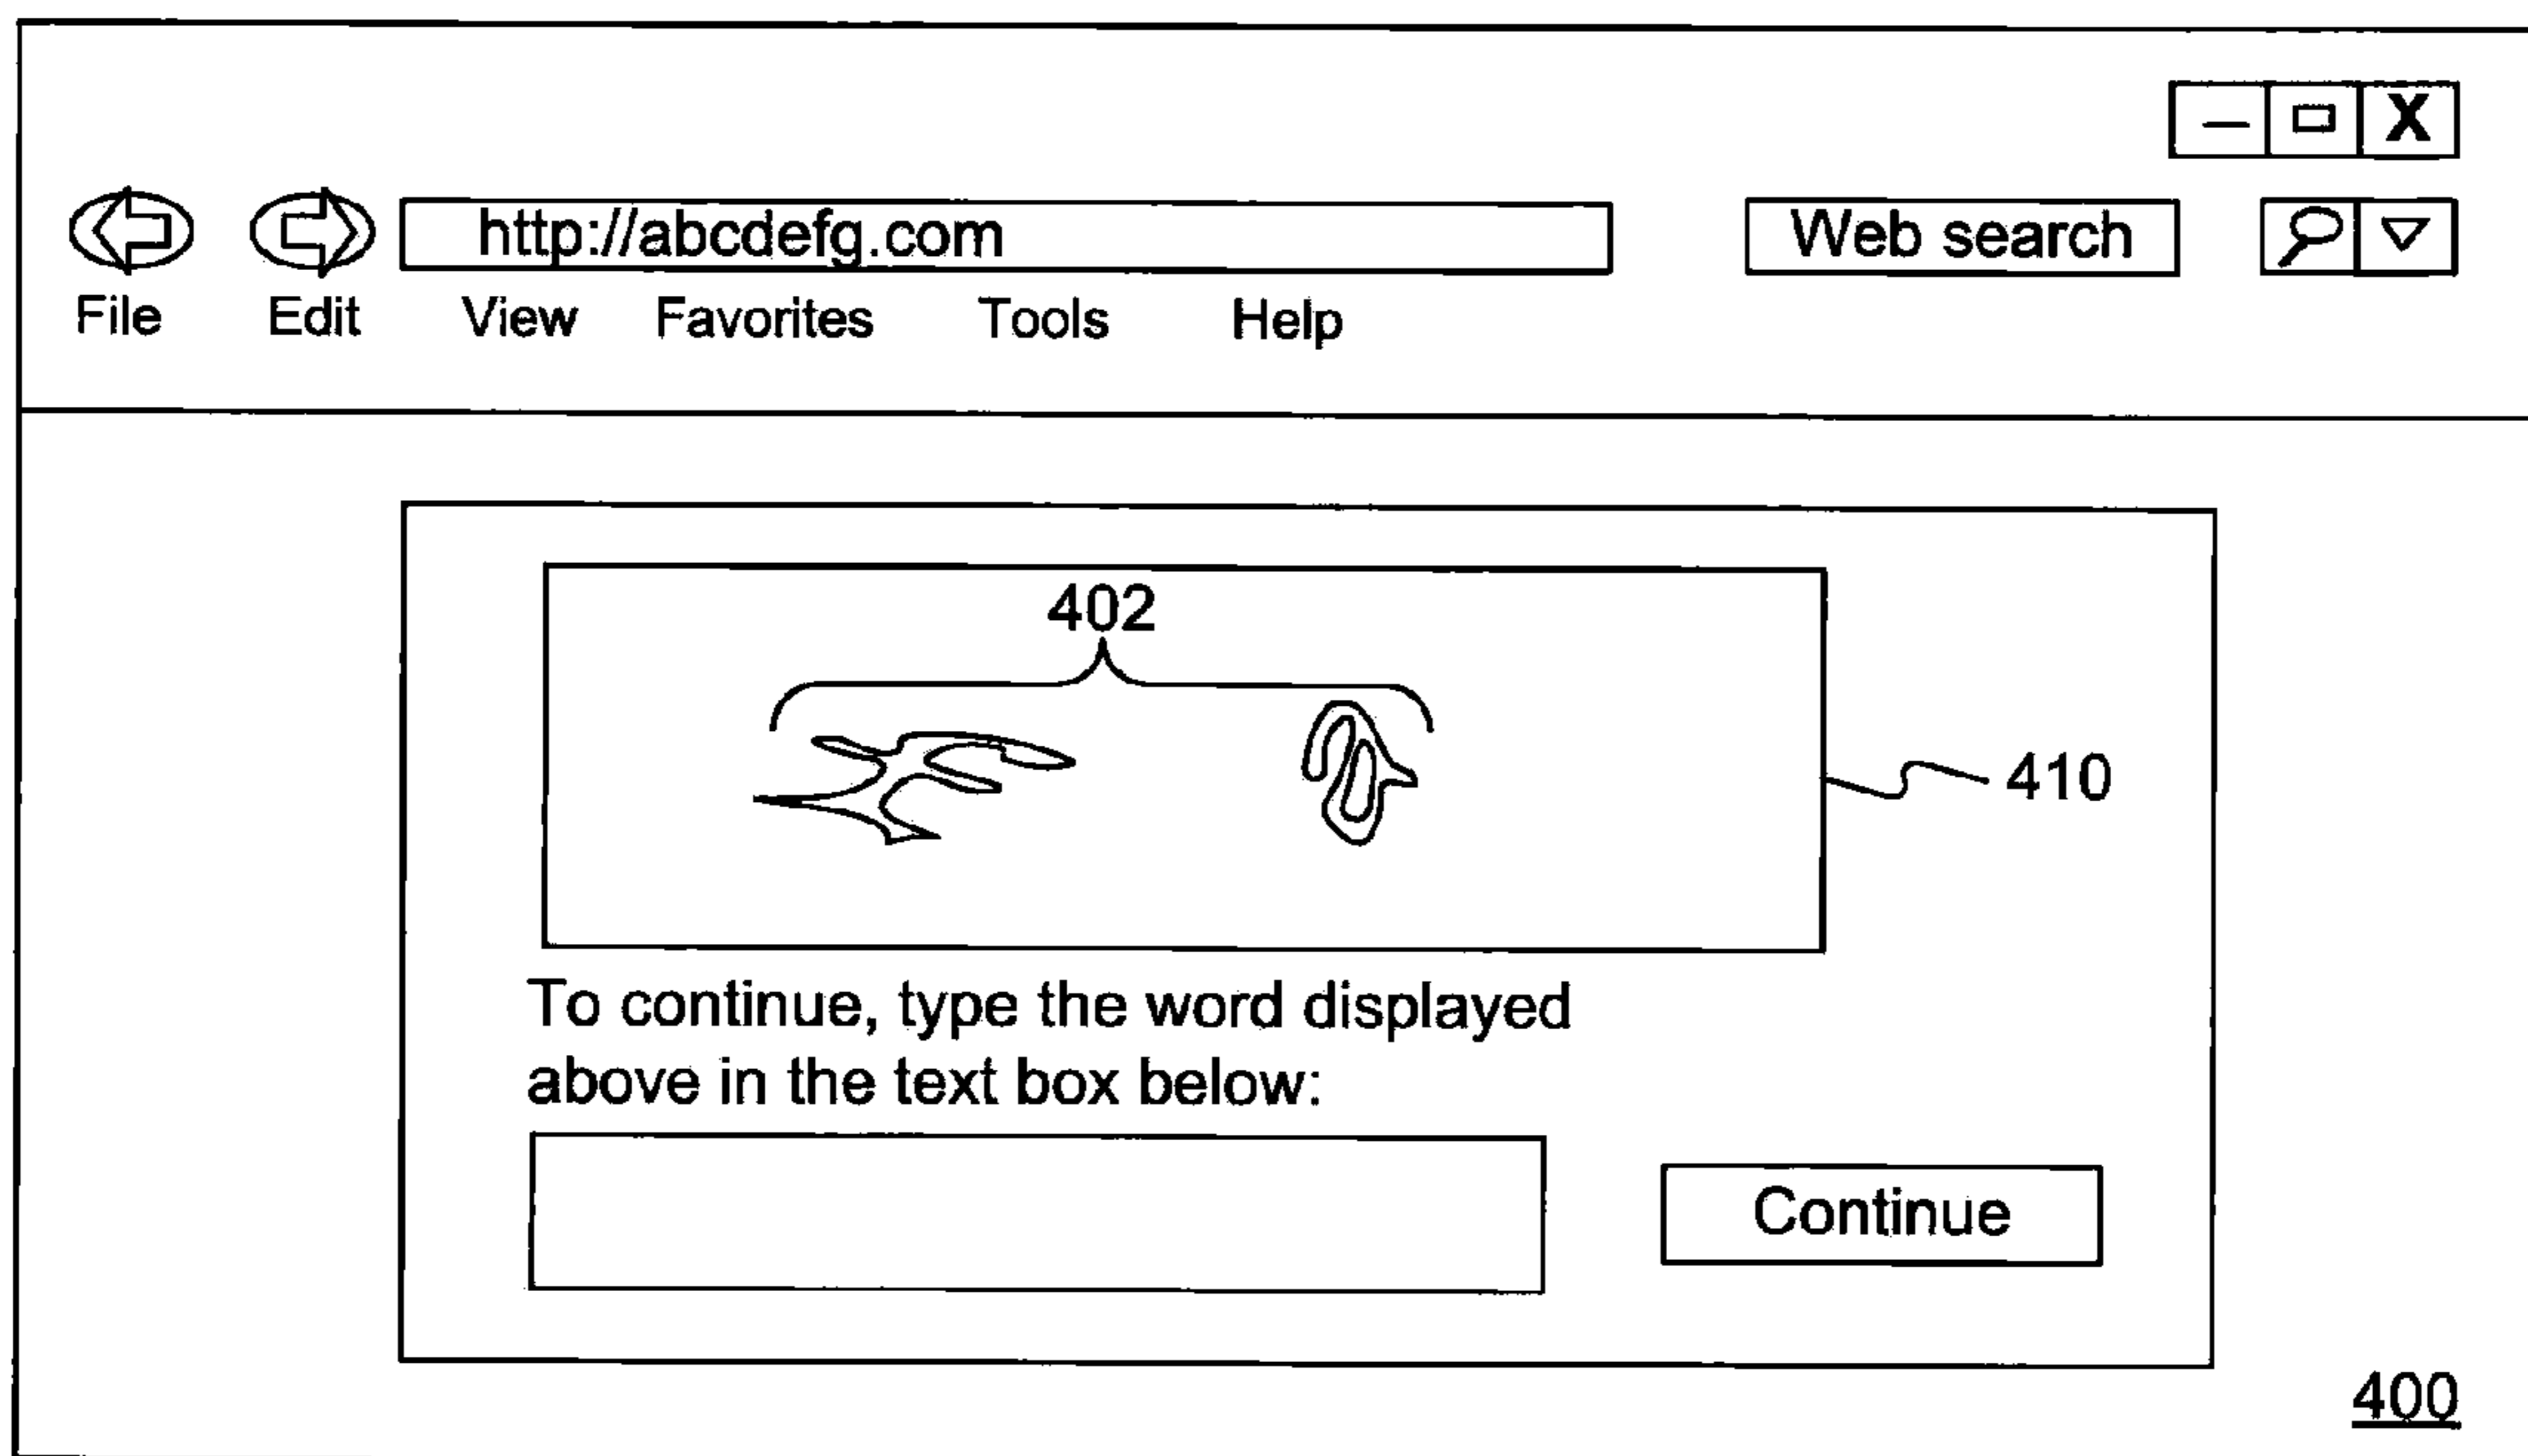 X
http://abcdefg.com Web search
File Edit View Favorites Tools Help
402
410
To continue, type the word displayed
above in the text box below:
Continue
400